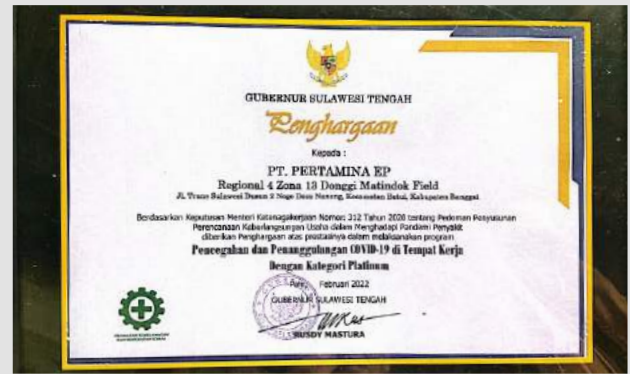 GUBERNUR SULAWESI TENGAH
Penghargaan
Kepada :
PT. PERTAMINA EP
Regional 4 Zona 13 Donggi Matindok Field
Jl. Trans Sulawesi Dusun 2 Desa Nonong, Kecamatan Batui, Kabupaten Banggai
Berdasarkan Keputusan Menteri Ketenagakerjaan Nomor: 312 Tahun 2020 tentang Pedoman Penyusunan
Perencanaan Keberlangsungan Usaha dalam Menghadapi Pandemi Penyakit
diberikan Penghargaan atas prestasinya dalam melaksanakan program
Pencegahan dan Penanggulangan COVID-19 di Tempat Kerja
Dengan Kategori Platinum
Palu, Februari 2022
GUBERNUR SULAWESI TENGAH
RUSDY MASTURA